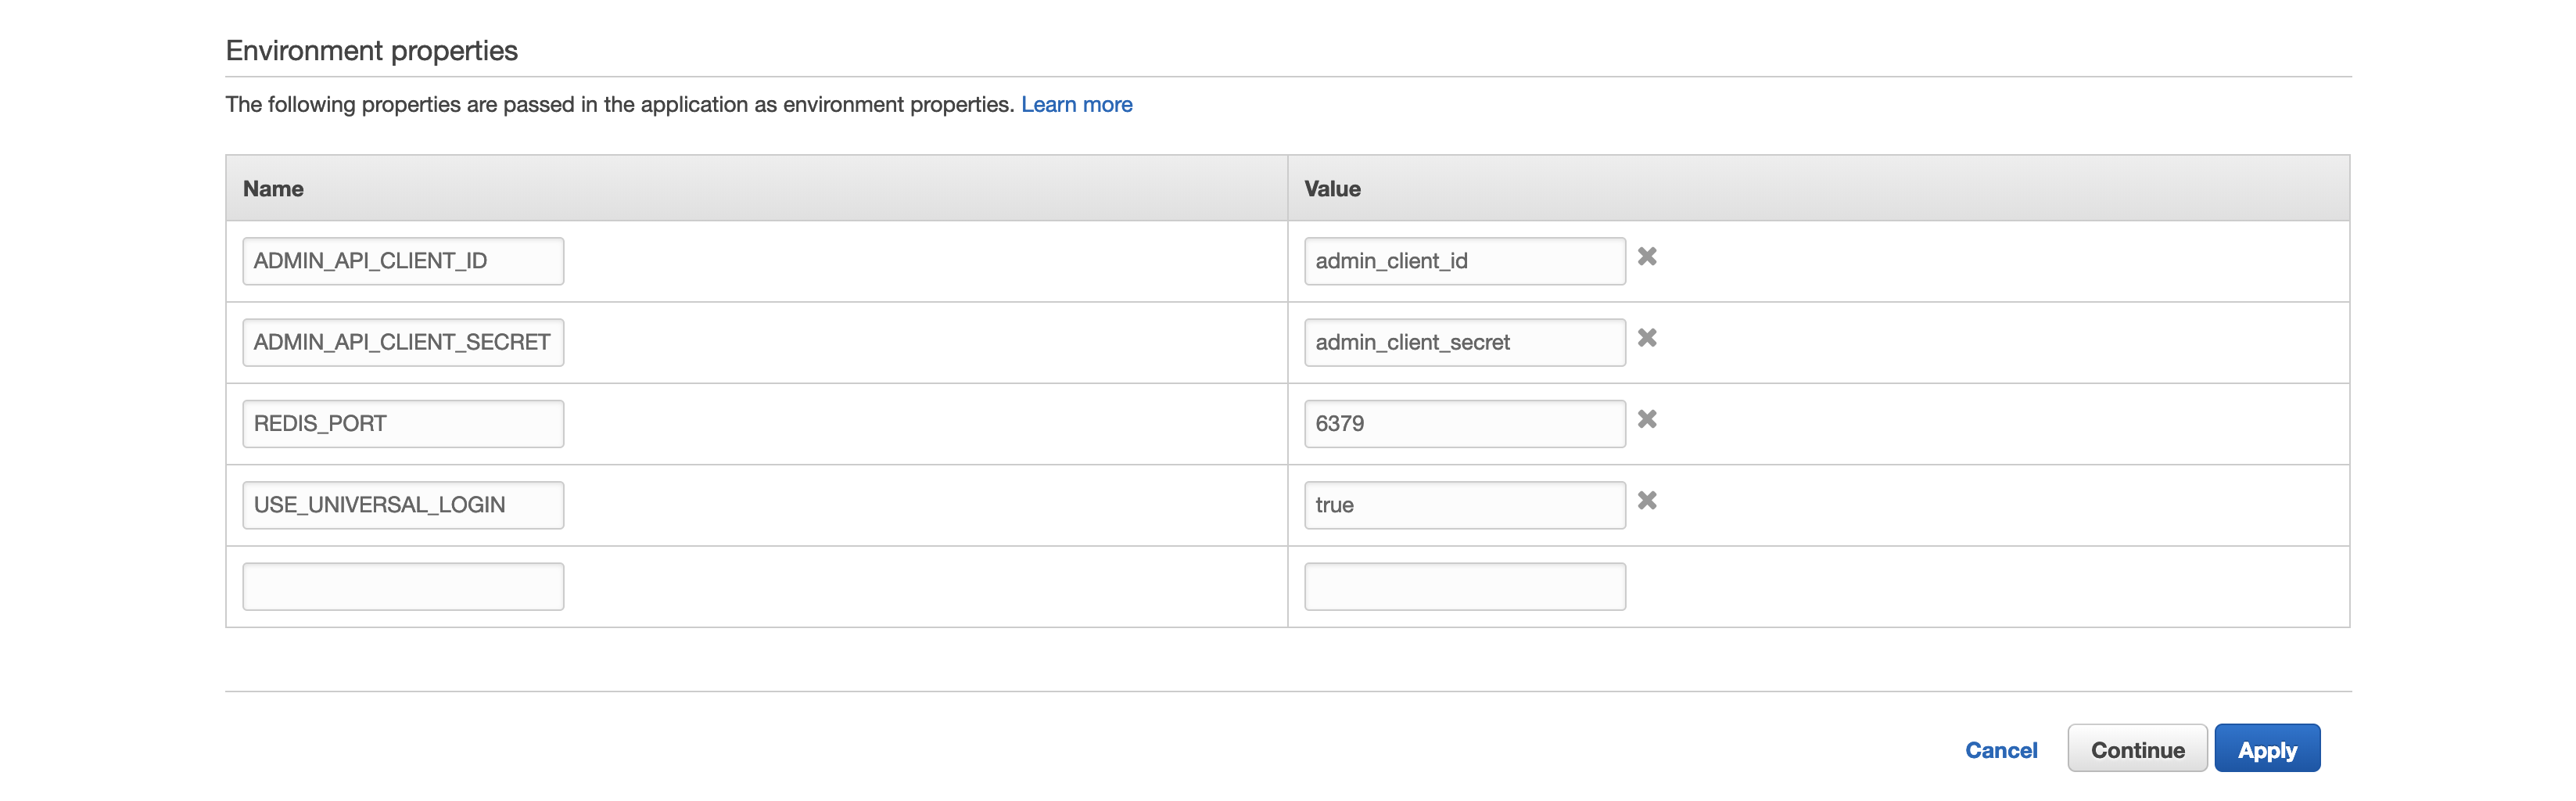 Environment properties
The following properties are passed in the application as environment properties. Learn more
Name Value
ADMIN_API_CLIENT_ID admin_client_id
ADMIN_API_CLIENT_SECRET admin_client_secret
REDIS_PORT 6379
USE_UNIVERSAL_LOGIN true
Cancel Continue Apply